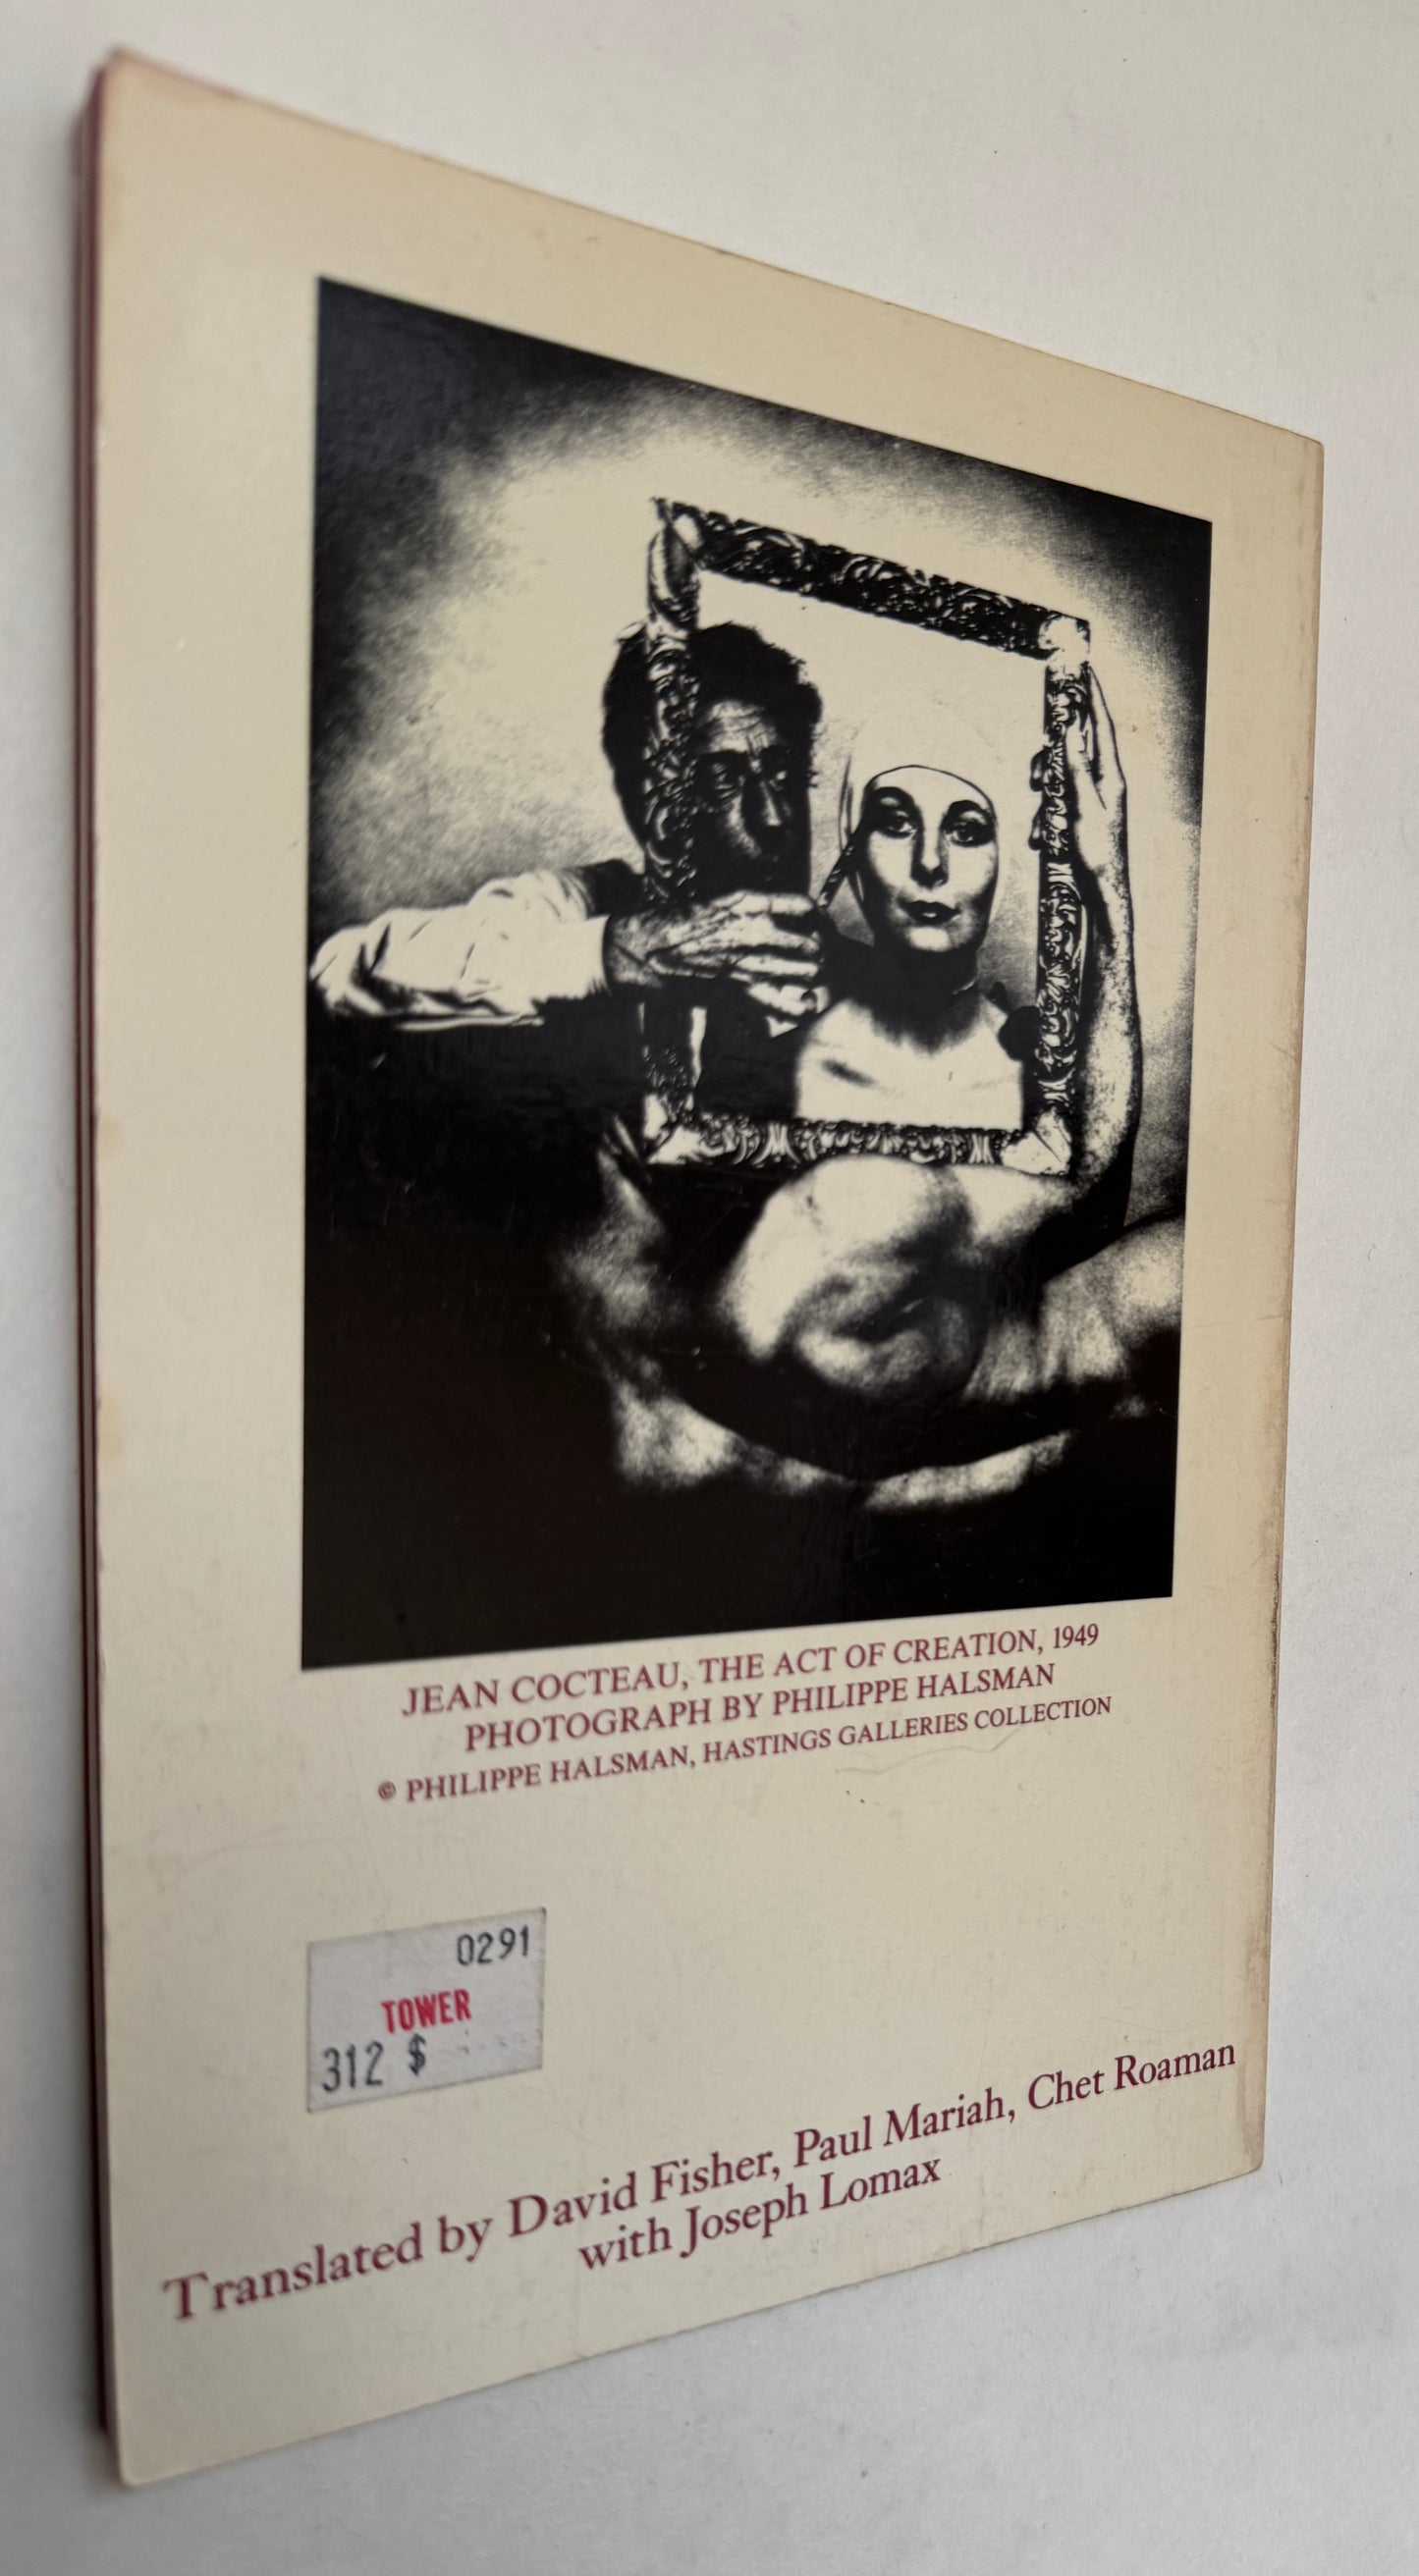 JEAN COCTEAU, THE ACT OF CREATION, 1949
PHOTOGRAPH BY PHILIPPE HALSMAN
© PHILIPPE HALSMAN, HASTINGS GALLERIES COLLECTION
0291
TOWER
312 $
Translated by David Fisher, Paul Mariah, Chet Roaman
with Joseph Lomax